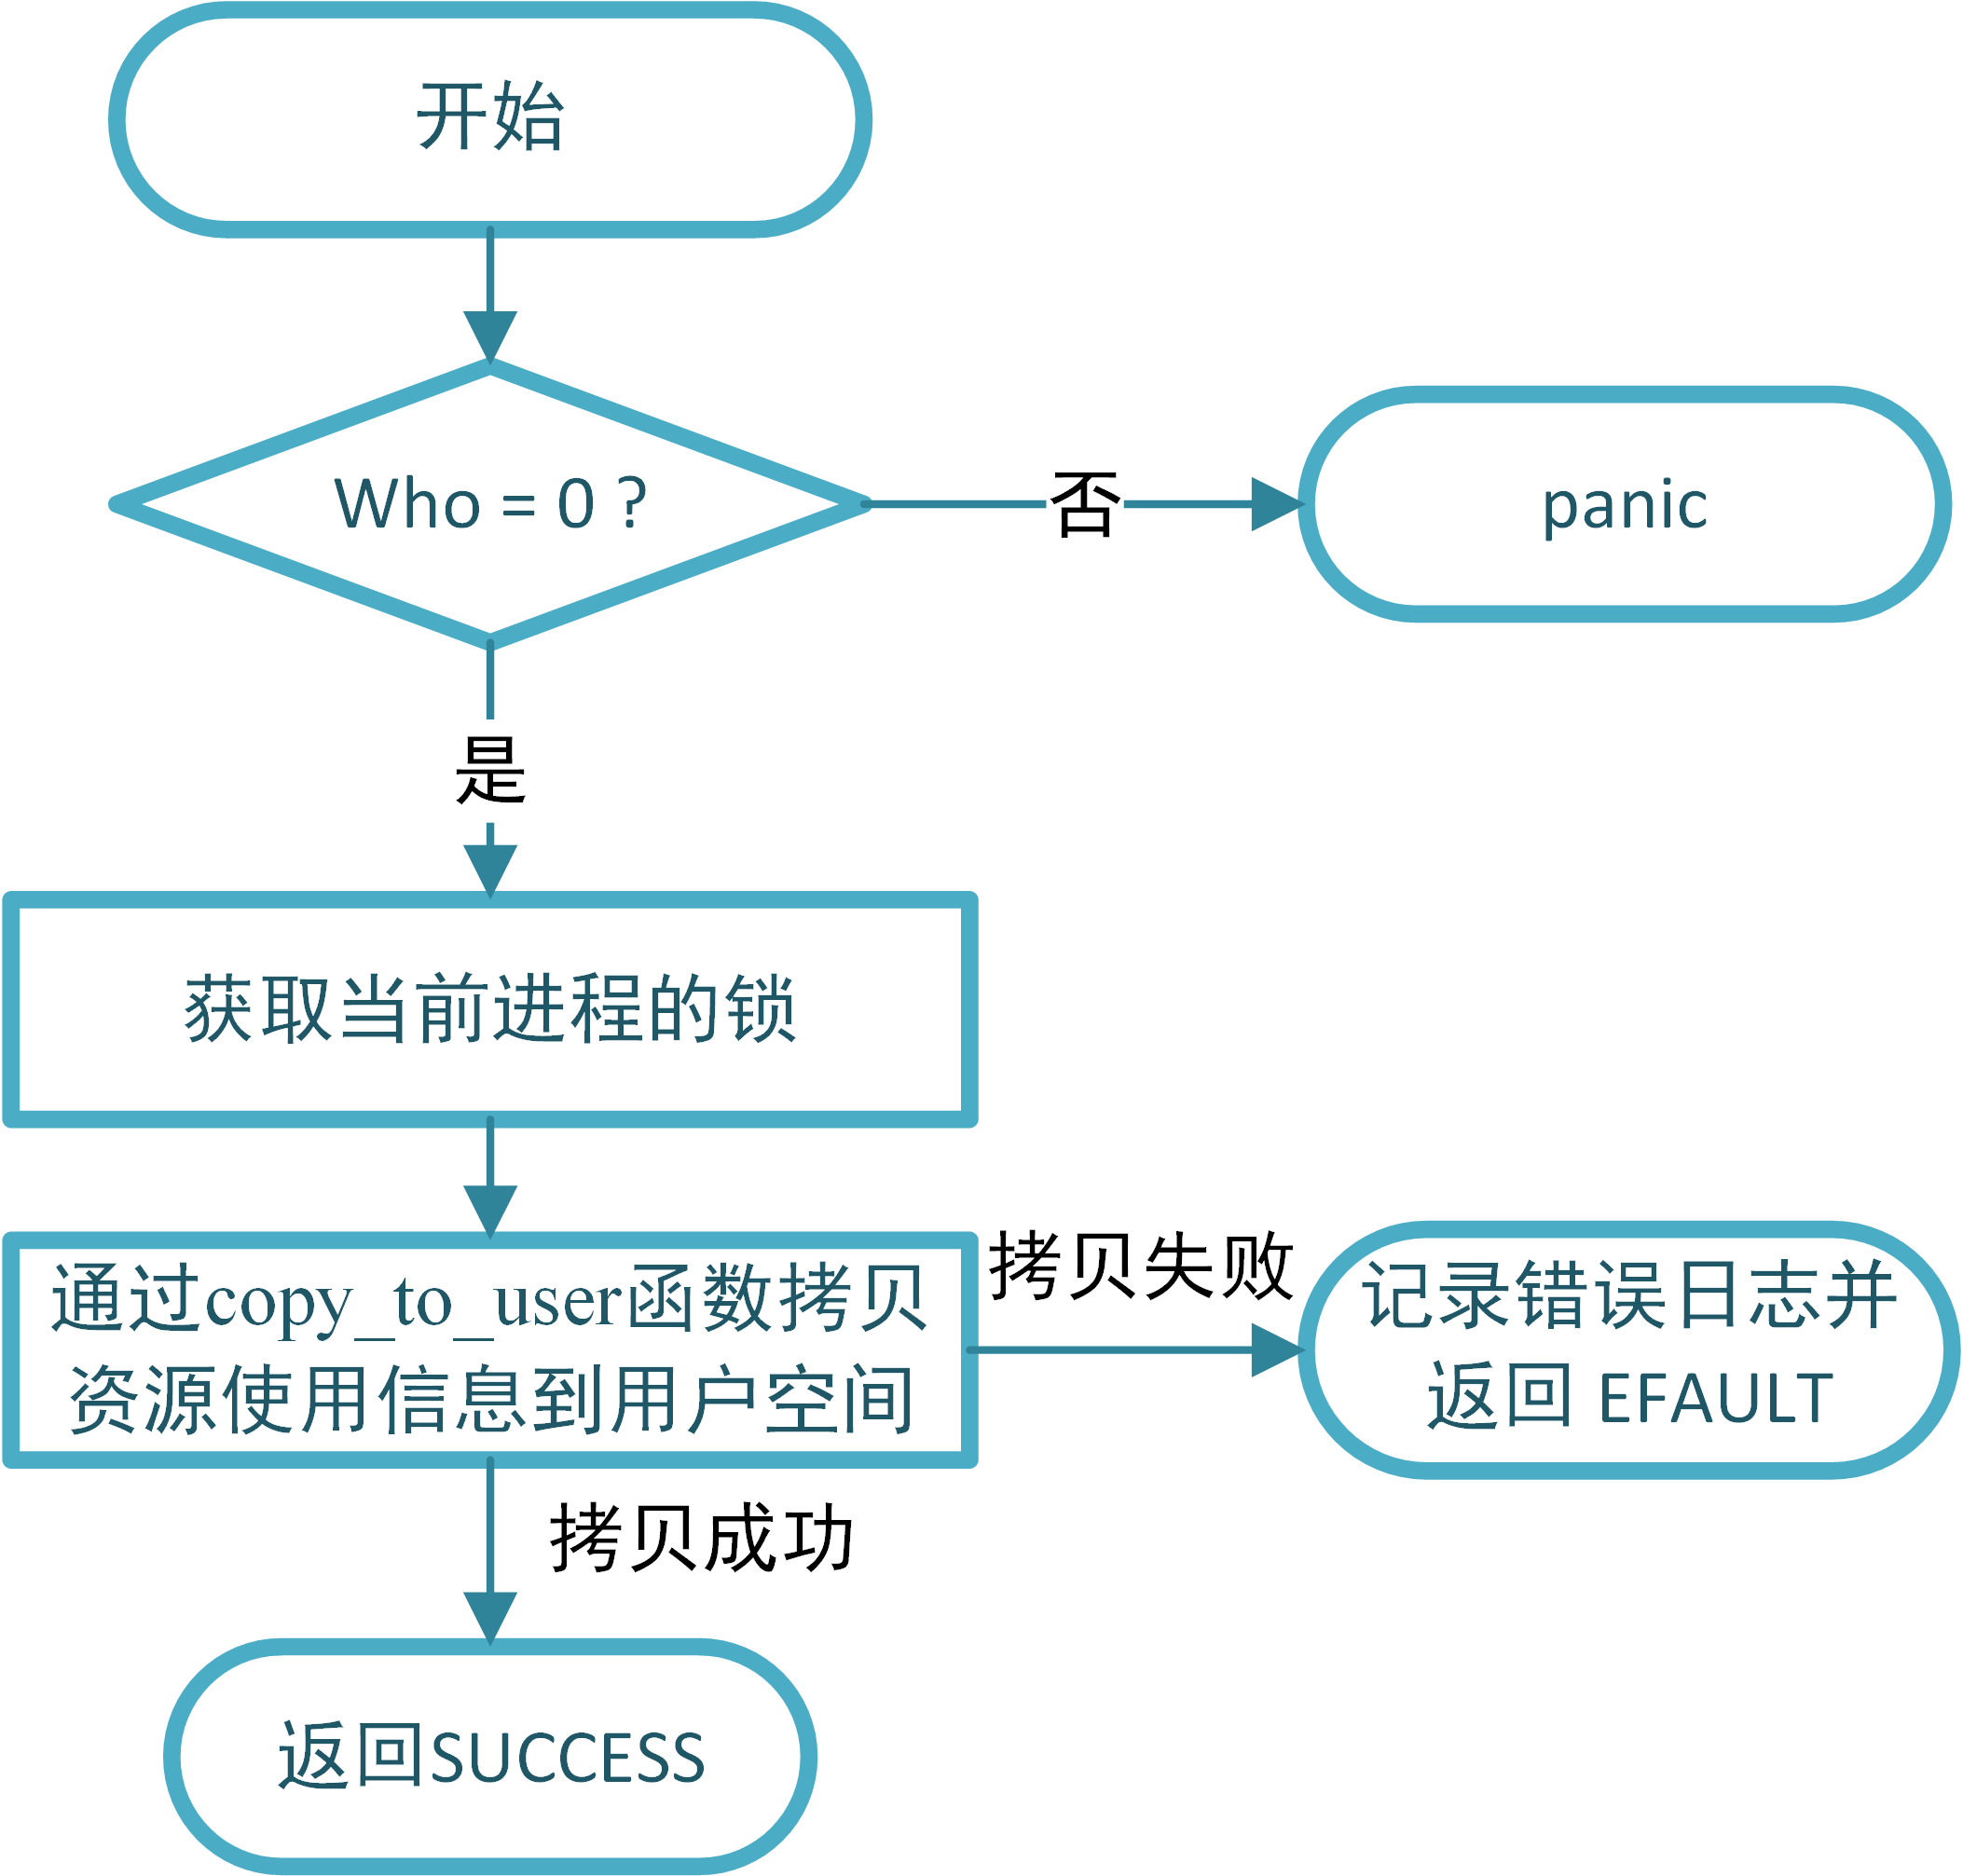 开始
Who = 0 ?
否
panic
是
获取当前进程的锁
通过copy_to_user函数拷贝
资源使用信息到用户空间
拷贝失败
记录错误日志并
返回 EFAULT
拷贝成功
返回SUCCESS